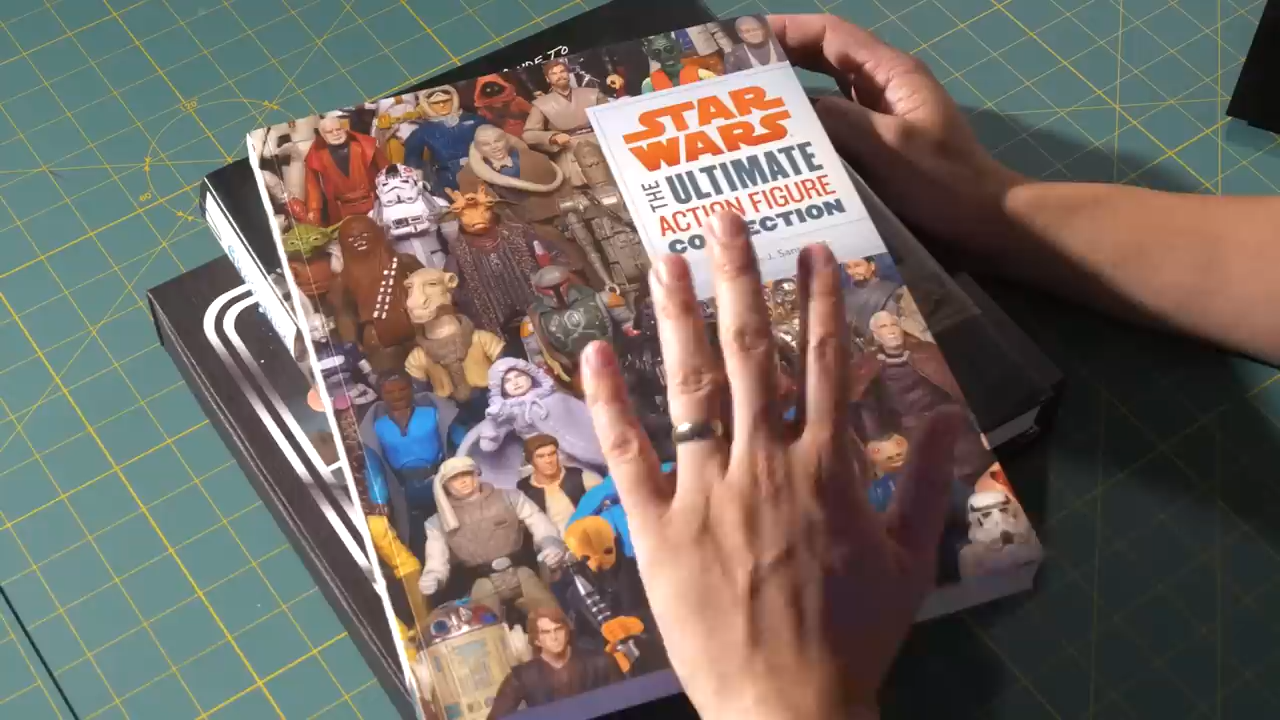 STAR
WARS
THE
ULTIMATE
ACTION FIGURE
COLLECTION